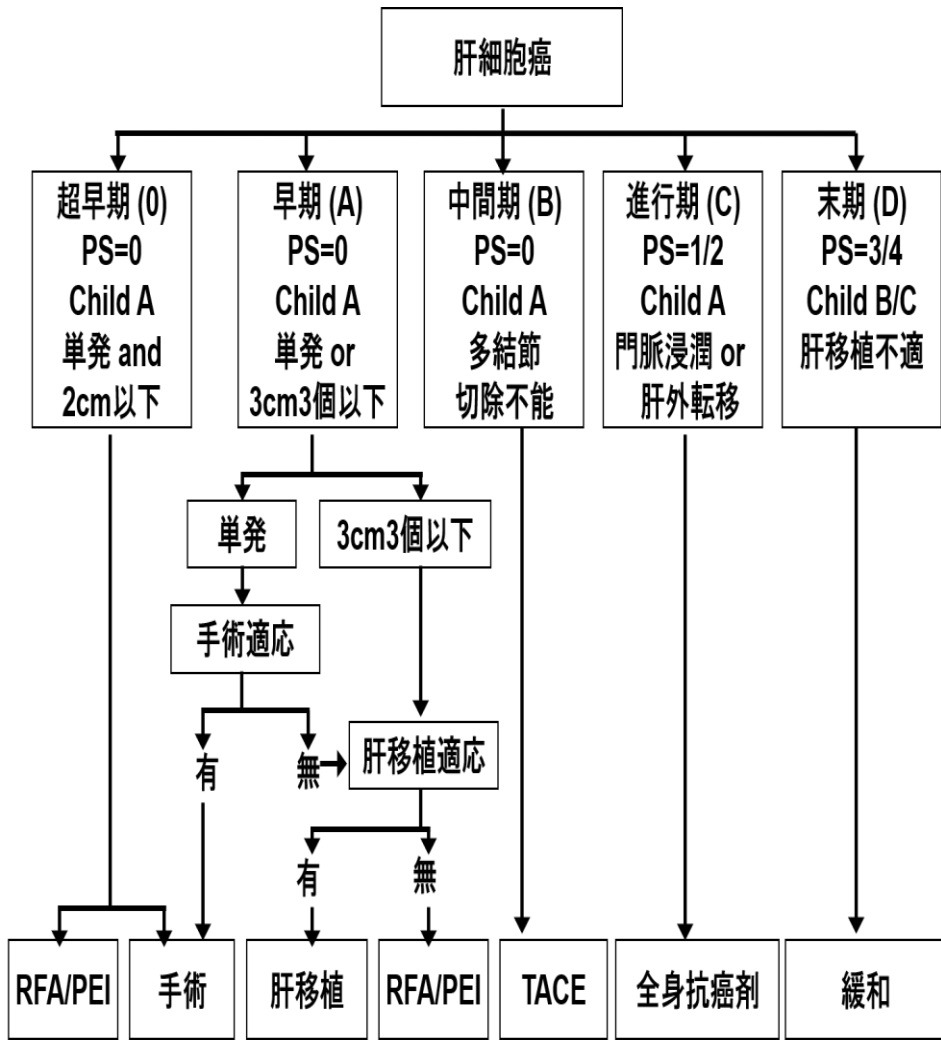 肝細胞癌
超早期 (0)
PS=0
Child A
単発 and
2cm以下
早期 (A)
PS=0
Child A
単発 or
3cm3個以下
中間期 (B)
PS=0
Child A
多結節
切除不能
進行期 (C)
PS=1/2
Child A
門脈浸潤 or
肝外転移
末期 (D)
PS=3/4
Child B/C
肝移植不適
単発
3cm3個以下
手術適応
有
無
肝移植適応
有
無
RFA/PEI
手術
肝移植
RFA/PEI
TACE
全身抗癌剤
緩和